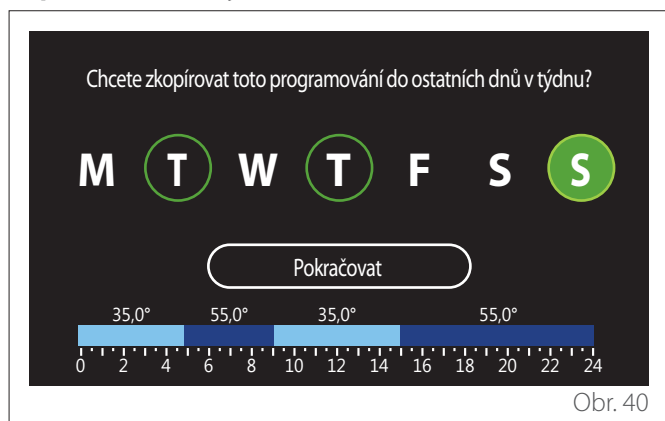 Chcete zkopírovat toto programování do ostatních dnů v týdnu?
M T W T F S S
Pokračovat
35,0° 55,0° 35,0° 55,0°
0 2 4 6 8 10 12 14 16 18 20 22 24
Obr. 40